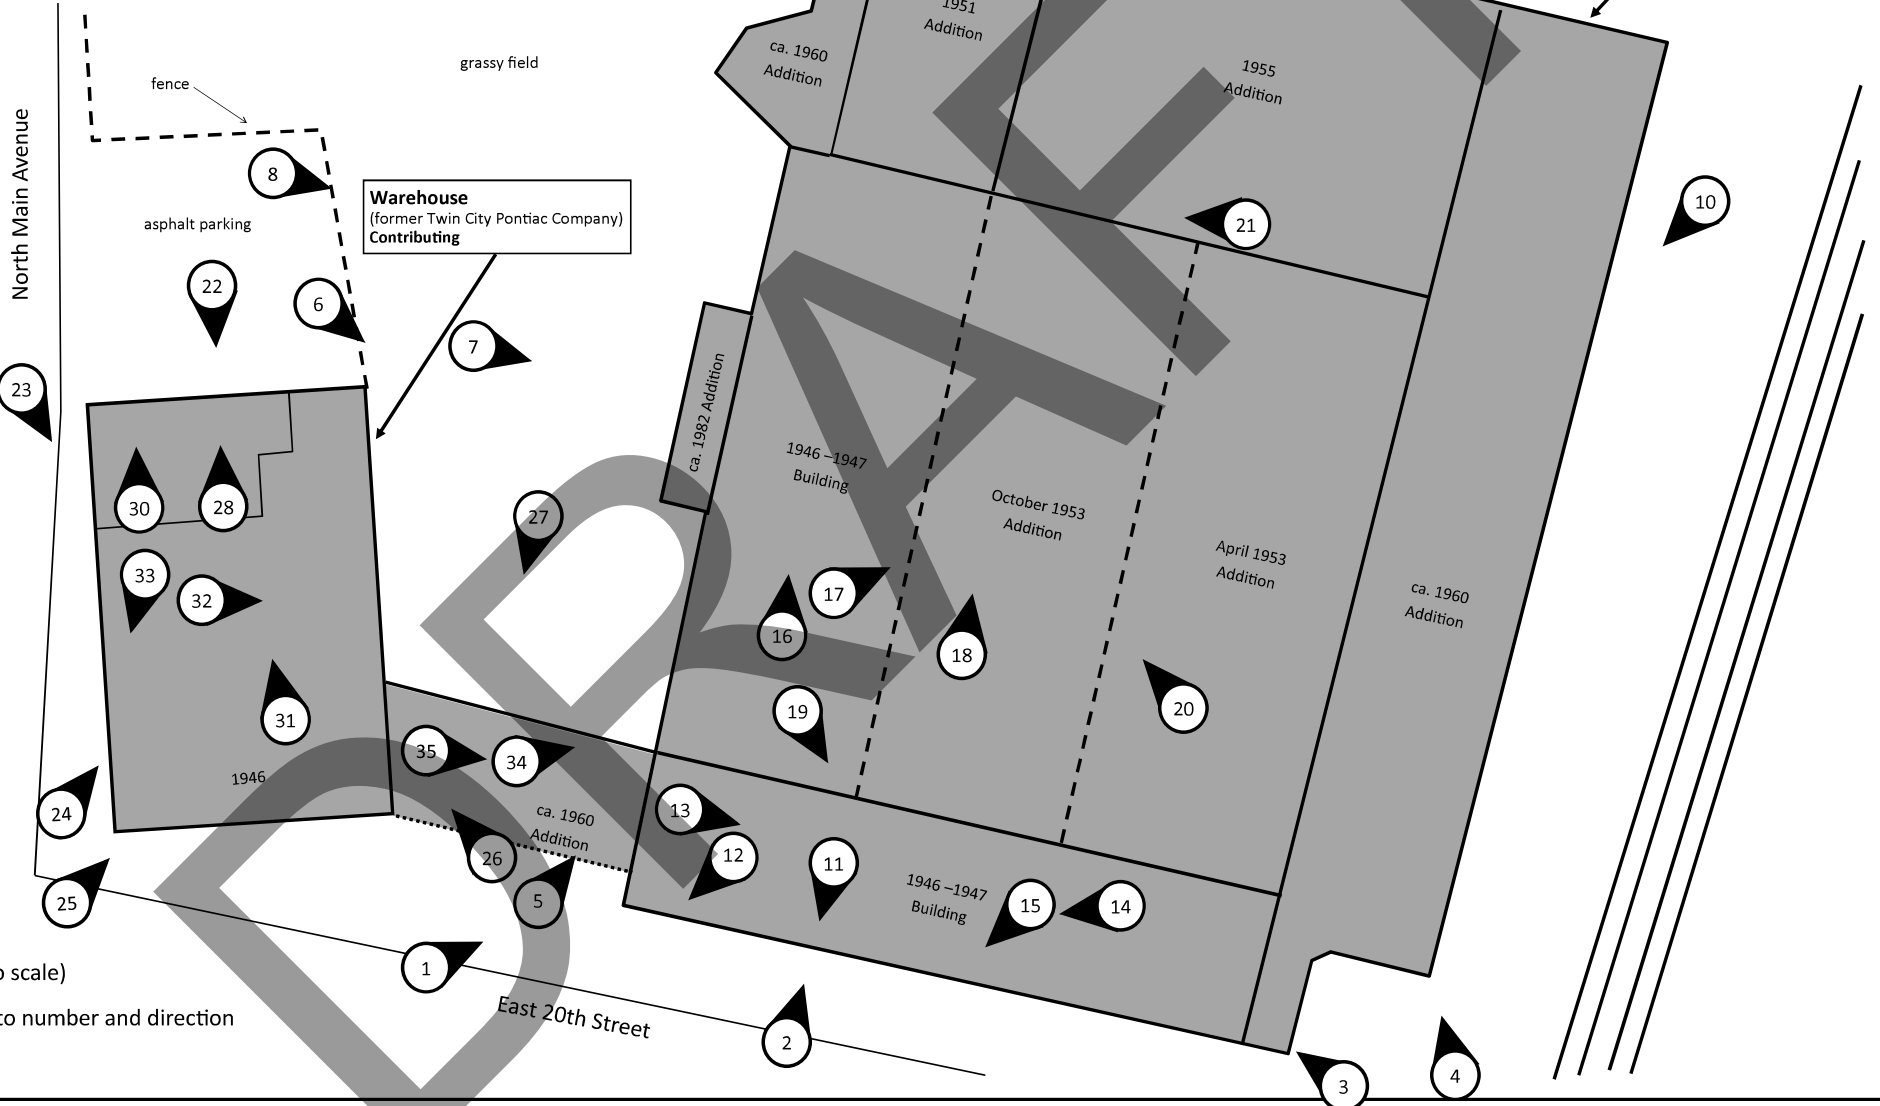 1951
Addition
ca. 1960
Addition
1955
Addition
grassy field
fence
North Main Avenue
8
Warehouse
(former Twin City Pontiac Company)
Contributing
asphalt parking
10
21
22
6
7
23
ca. 1982 Addition
1946 –1947
Building
October 1953
Addition
April 1953
Addition
ca. 1960
Addition
30
28
27
33
32
17
16
18
31
19
20
35
34
1946
24
13
ca. 1960
Addition
26
12
11
5
25
1946 –1947
Building
15
14
1
o scale)
to number and direction
East 20th Street
2
3
4
DRAF